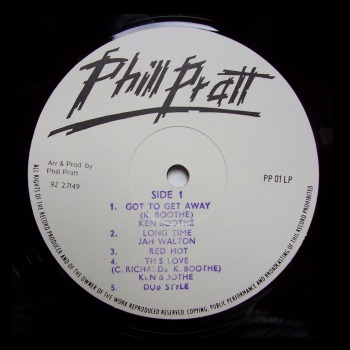 Phill Pratt
Arr & Prod by
Phill Pratt
92 27149
PP 01 LP
SIDE 1
1. GOT TO GET AWAY
(K. BOOTHE)
KEN BOOTHE
2. LONG TIME
JAH WALTON
3. RED HOT
4. THIS LOVE
(C. RICHARDS K. BOOTHE)
KEN BOOTHE
5. DUB STYLE
ALL RIGHTS OF THE RECORD PRODUCER AND OF THE OWNER OF THE WORK REPRODUCED RESERVED. COPYING, PUBLIC PERFORMANCE AND BROADCASTING OF THIS RECORD PROHIBITED